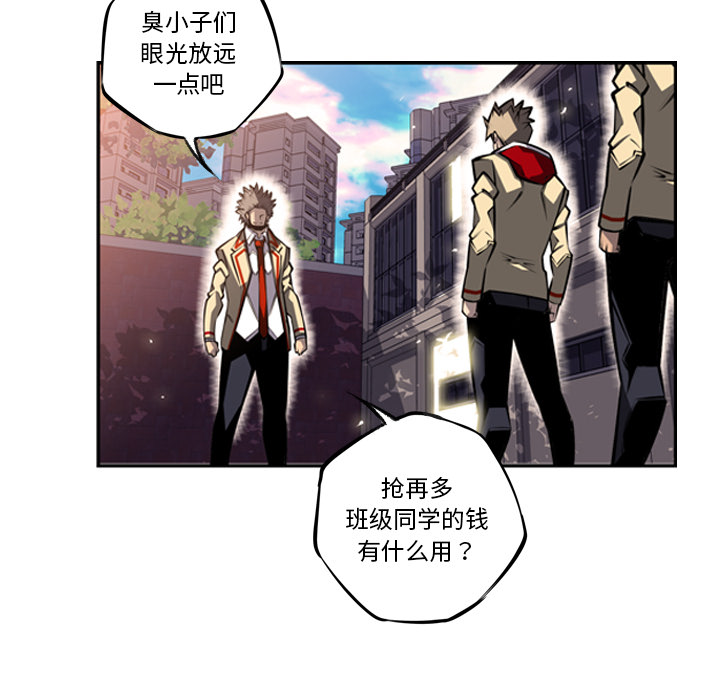 臭小子们
眼光放远
一点吧
抢再多
班级同学的钱
有什么用？